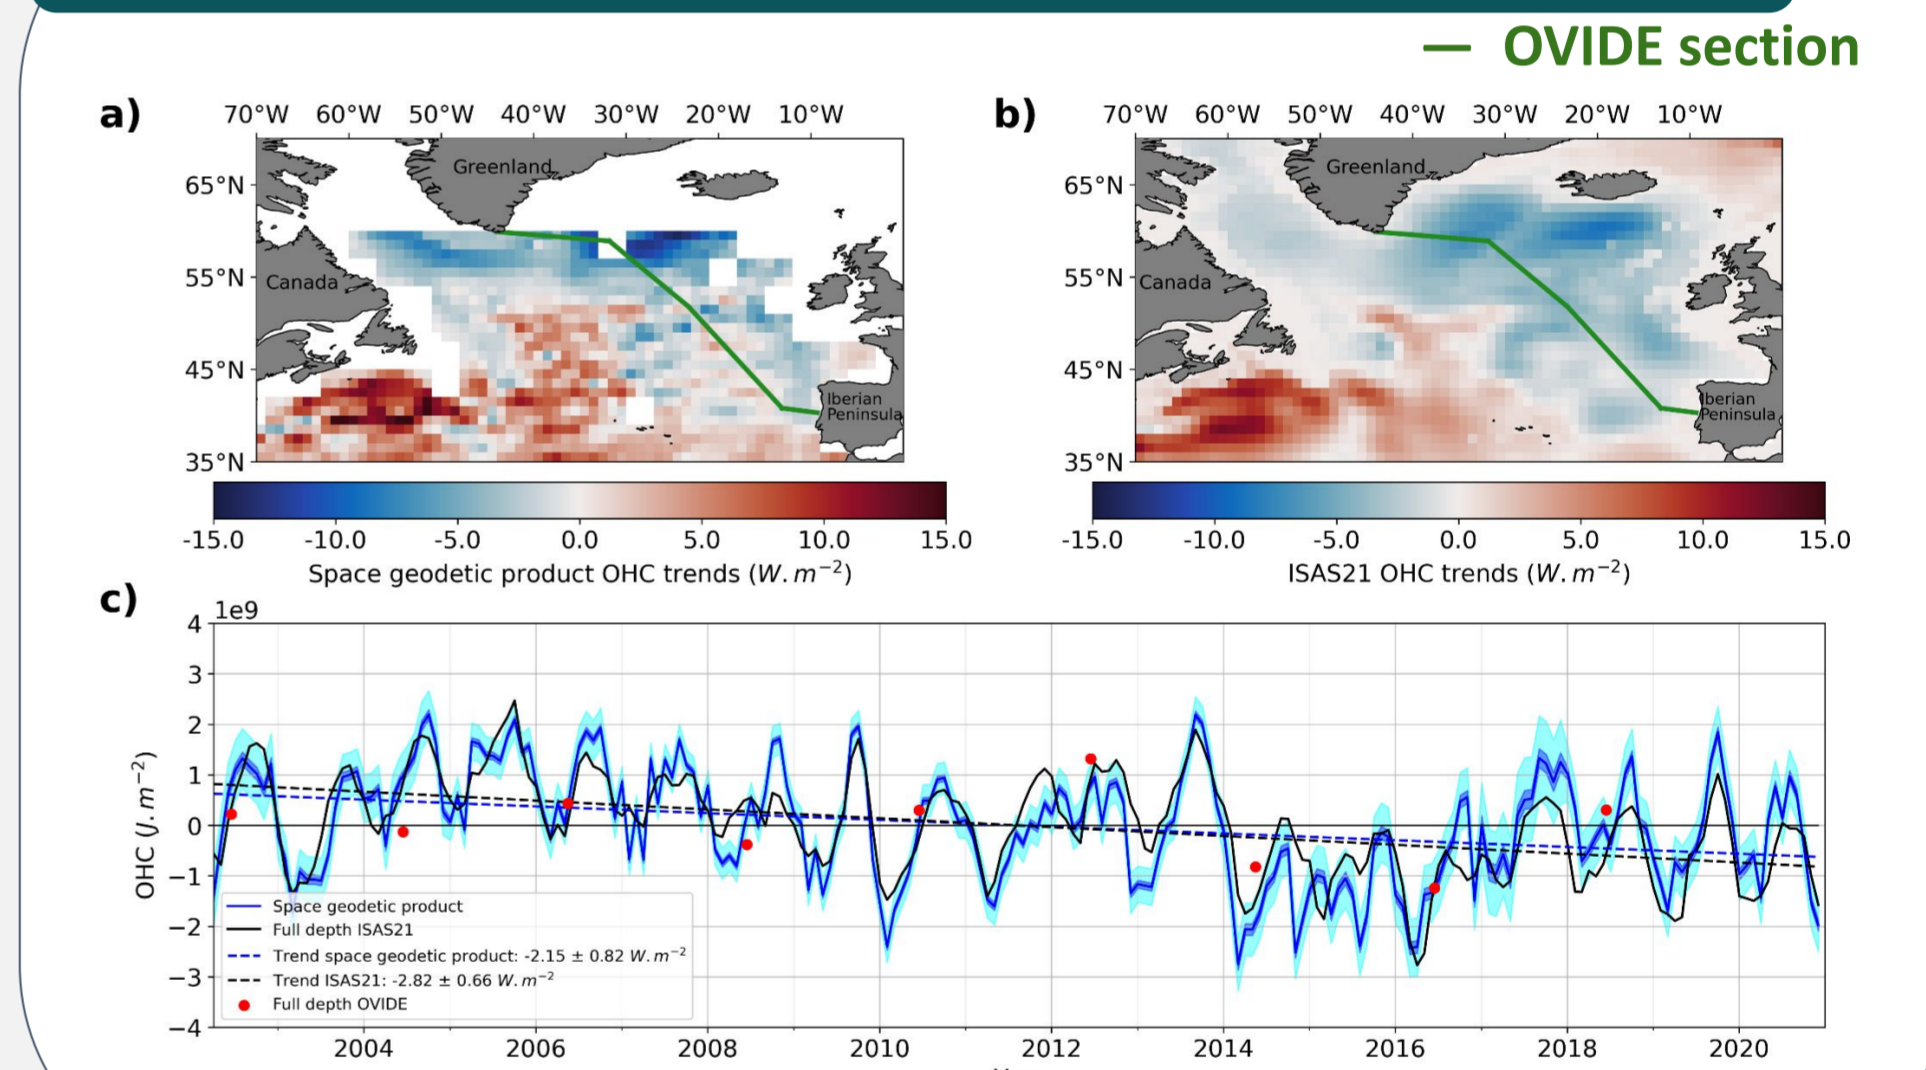 — OVIDE section
a)
70°W 60°W 50°W 40°W 30°W 20°W 10°W
65°N
55°N
45°N
35°N
Greenland
Canada
Iberian
Peninsula
-15.0 -10.0 -5.0 0.0 5.0 10.0 15.0
Space geodetic product OHC trends (W.m⁻²)
b)
70°W 60°W 50°W 40°W 30°W 20°W 10°W
65°N
55°N
45°N
35°N
Greenland
Canada
Iberian
Peninsula
-15.0 -10.0 -5.0 0.0 5.0 10.0 15.0
ISAS21 OHC trends (W.m⁻²)
c)
1e9
4
3
2
1
0
−1
−2
−3
−4
OHC (J.m⁻²)
Space geodetic product
Full depth ISAS21
Trend space geodetic product: -2.15 ± 0.82 W.m⁻²
Trend ISAS21: -2.82 ± 0.66 W.m⁻²
Full depth OVIDE
2004 2006 2008 2010 2012 2014 2016 2018 2020